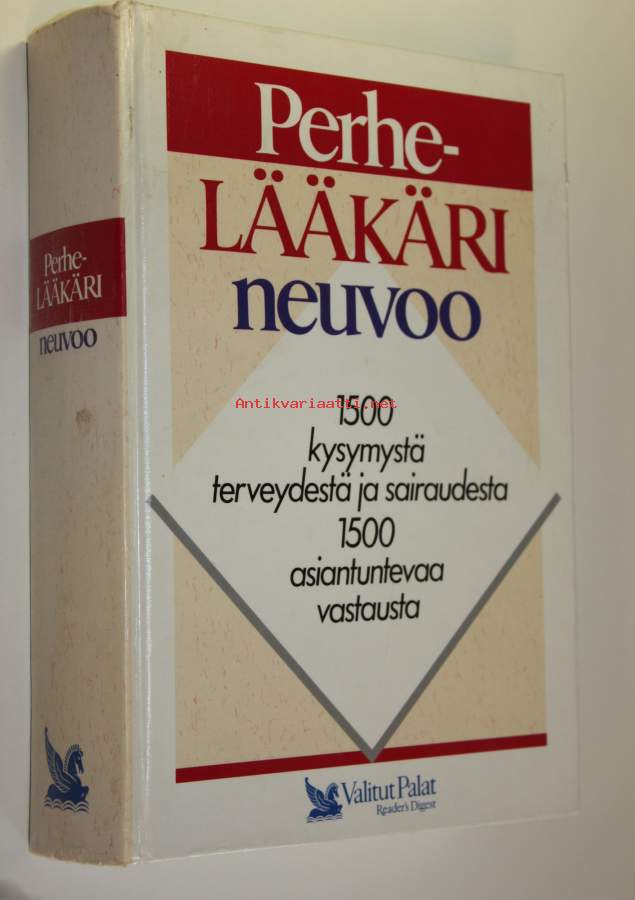 Perhe-
LÄÄKÄRI
neuvoo
Perhe-
LÄÄKÄRI
neuvoo
Antikvariaatti.net
1500
kysymystä
terveydestä ja sairaudesta
1500
asiantuntevaa
vastausta
Valitut Palat
Reader's Digest